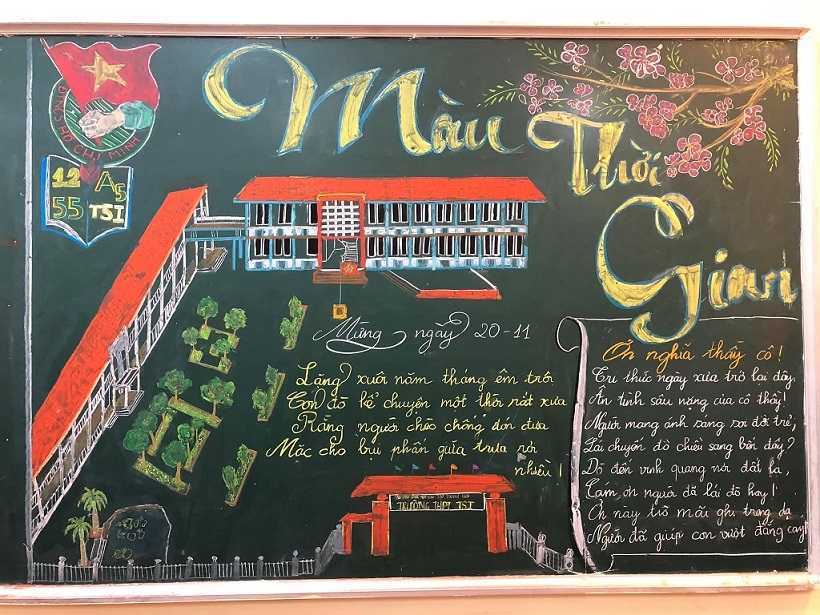 Màu Thời Gian
ĐOÀN HỒ CHÍ MINH
12 A5
55 TSI
Mừng ngày 20-11
Lặng xuôi năm tháng êm trôi
Con đò kể chuyện một thời rất xưa
Rằng người chèo chống đón đưa
Mặc cho bụi phấn giữa trưa rơi
nhiều!
Ơn nghĩa thầy cô!
Tri thức ngày xưa trở lại đây,
Ân tình sâu nặng của cô thầy!
Người mang ánh sáng soi đời trẻ,
Lái chuyến đò chiều sang bến đầy?
Dò đến vinh quang nơi đất lạ,
Cám ơn người đã lái đò hay!
Ơn này trò mãi ghi trong dạ
Người đã giúp con vượt đắng cay!
TRƯỜNG THPT TSI